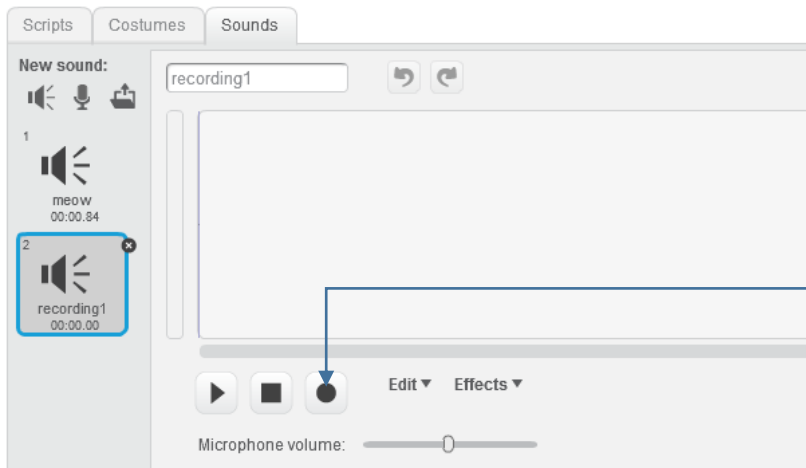 Scripts Costumes Sounds
New sound:
recording1
1
meow
00:00.84
2
recording1
00:00.00
Edit Effects
Microphone volume: